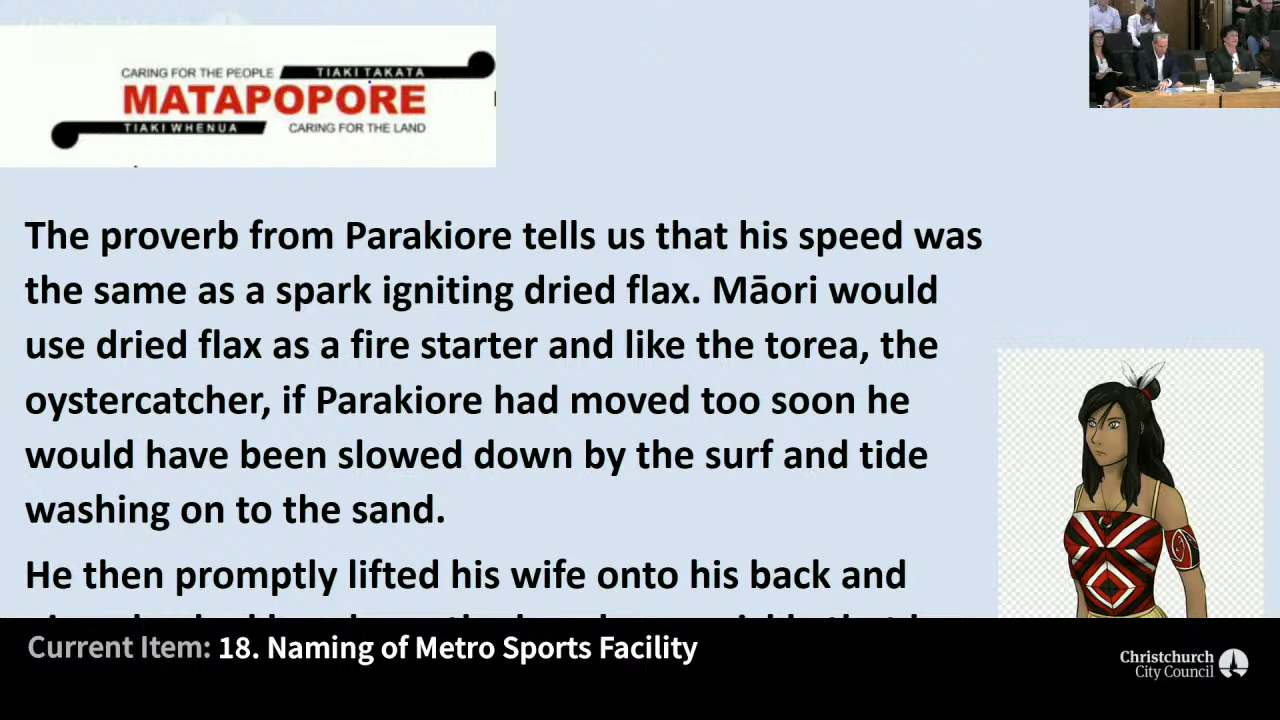 CARING FOR THE PEOPLE TIAKI TAKATA
MATAPOPORE
TIAKI WHENUA CARING FOR THE LAND
The proverb from Parakiore tells us that his speed was
the same as a spark igniting dried flax. Māori would
use dried flax as a fire starter and like the torea, the
oystercatcher, if Parakiore had moved too soon he
would have been slowed down by the surf and tide
washing on to the sand.
He then promptly lifted his wife onto his back and
Current Item: 18. Naming of Metro Sports Facility
Christchurch
City Council